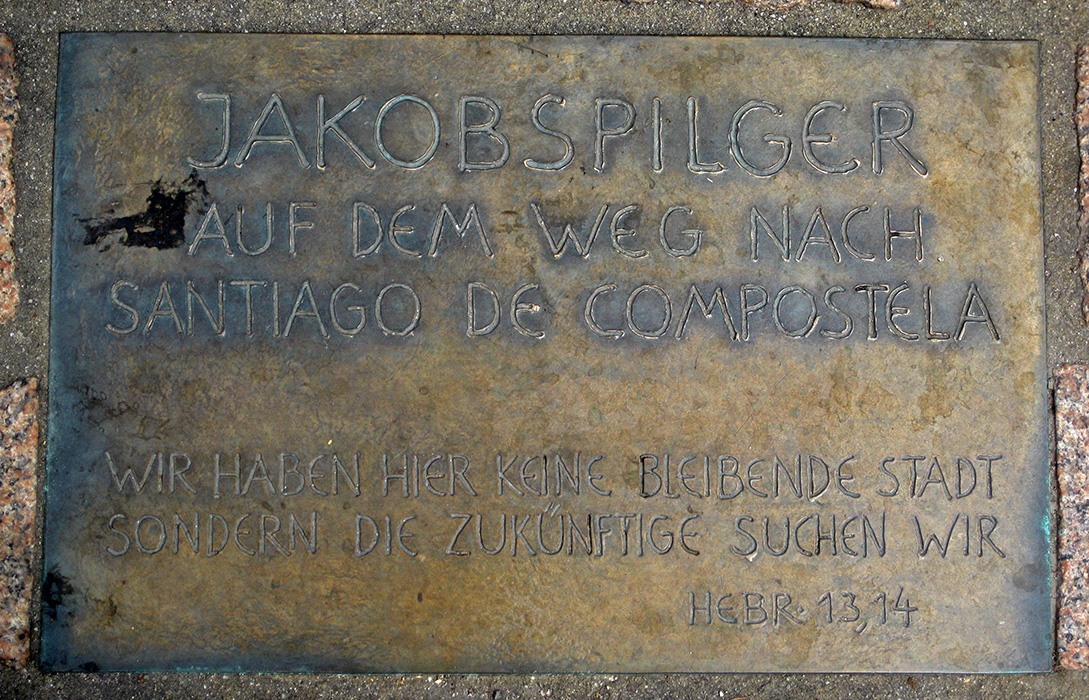 JAKOBSPILGER
AUF DEM WEG NACH
SANTIAGO DE COMPOSTELA
WIR HABEN HIER KEINE BLEIBENDE STADT
SONDERN DIE ZUKÜNFTIGE SUCHEN WIR
HEBR. 13,14